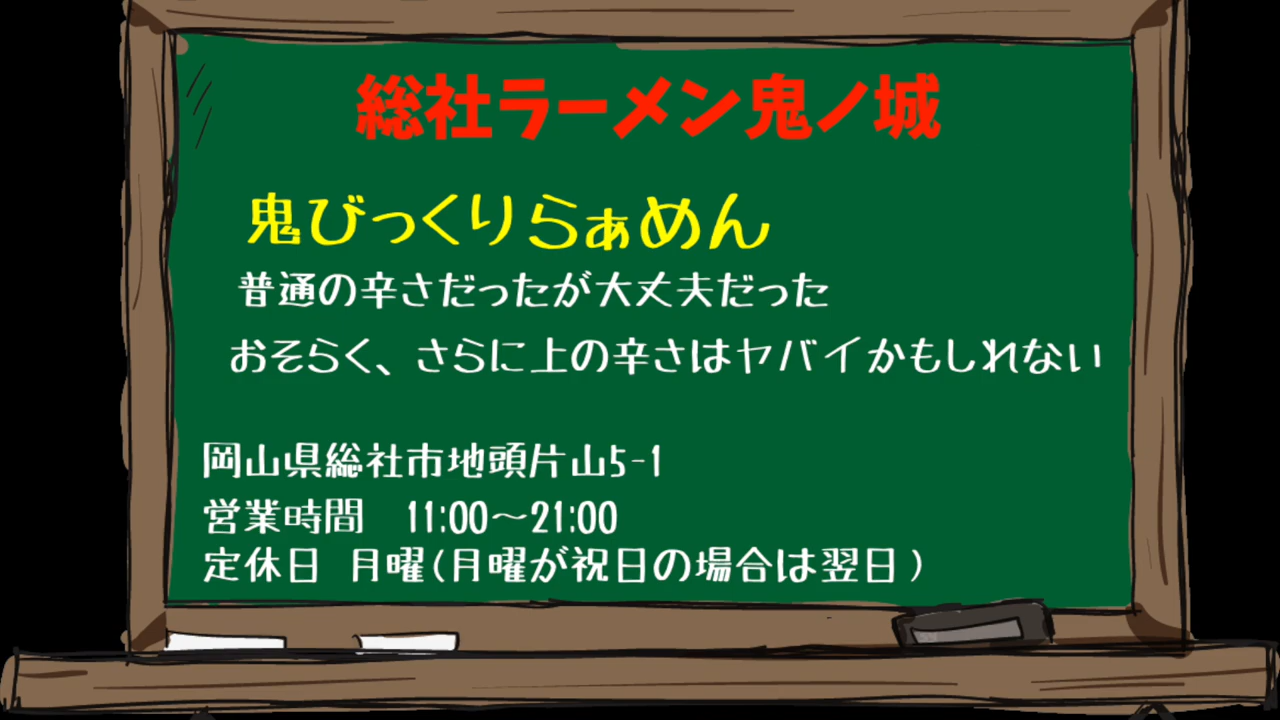 総社ラーメン鬼ノ城
鬼びっくりらぁめん
普通の辛さだったが大丈夫だった
おそらく、さらに上の辛さはヤバイかもしれない
岡山県総社市地頭片山5-1
営業時間　11:00～21:00
定休日 月曜(月曜が祝日の場合は翌日)